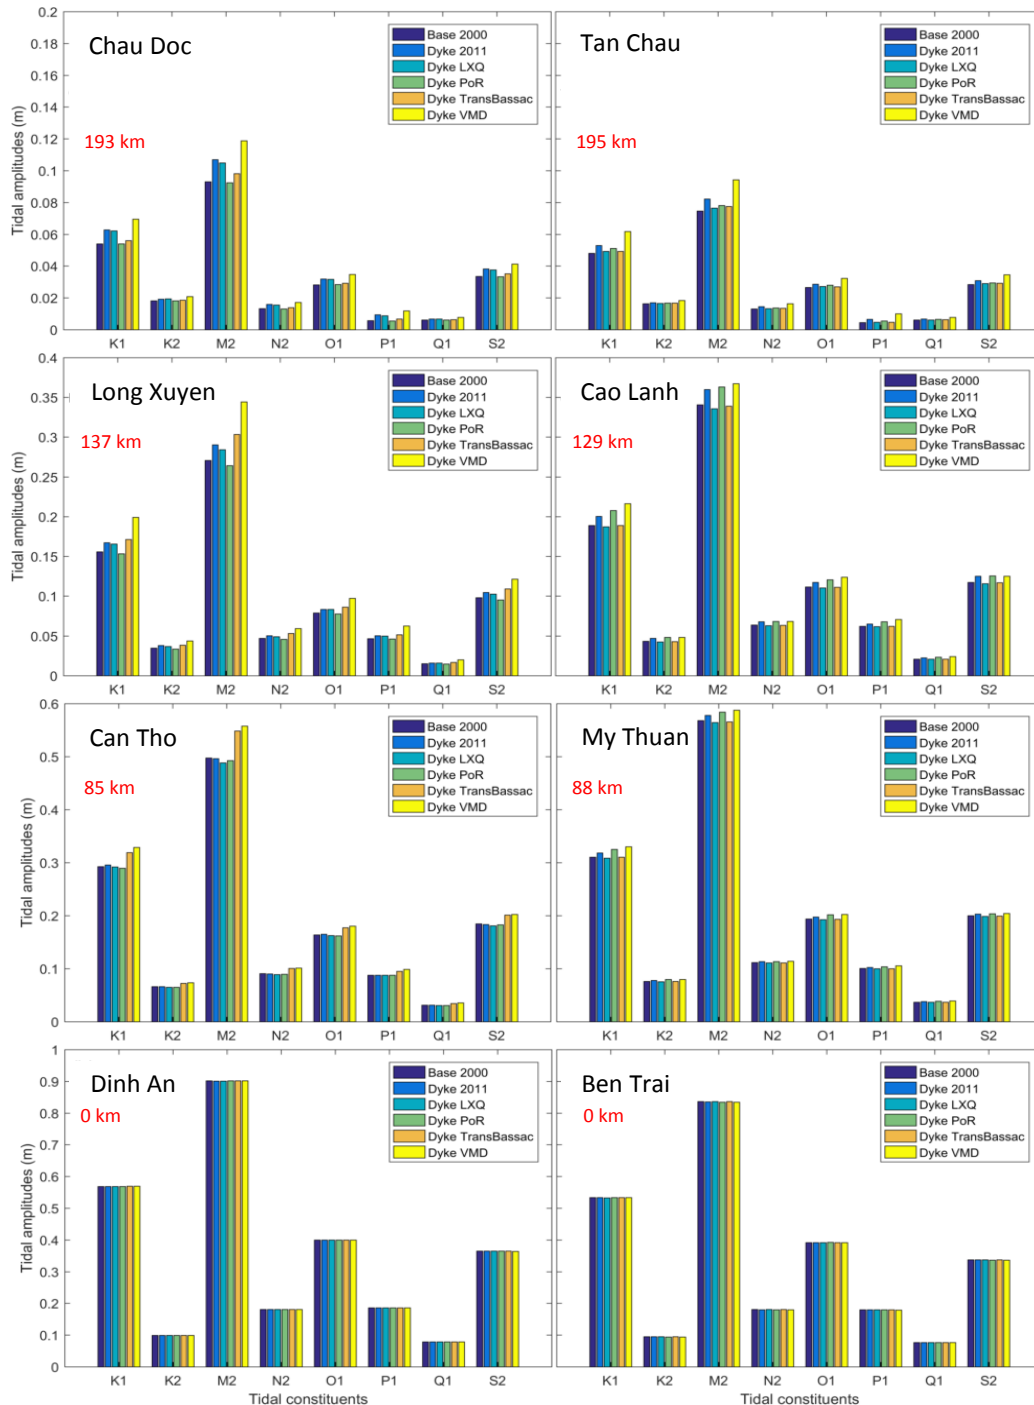 Chau Doc
193 km
Tidal amplitudes (m)
0.2
0.18
0.16
0.14
0.12
0.1
0.08
0.06
0.04
0.02
0
Base 2000
Dyke 2011
Dyke LXQ
Dyke PoR
Dyke TransBassac
Dyke VMD
K1 K2 M2 N2 O1 P1 Q1 S2
Tan Chau
195 km
Base 2000
Dyke 2011
Dyke LXQ
Dyke PoR
Dyke TransBassac
Dyke VMD
K1 K2 M2 N2 O1 P1 Q1 S2
Long Xuyen
137 km
Tidal amplitudes (m)
0.4
0.35
0.3
0.25
0.2
0.15
0.1
0.05
0
Base 2000
Dyke 2011
Dyke LXQ
Dyke PoR
Dyke TransBassac
Dyke VMD
K1 K2 M2 N2 O1 P1 Q1 S2
Cao Lanh
129 km
Base 2000
Dyke 2011
Dyke LXQ
Dyke PoR
Dyke TransBassac
Dyke VMD
K1 K2 M2 N2 O1 P1 Q1 S2
Can Tho
85 km
Tidal amplitudes (m)
0.6
0.5
0.4
0.3
0.2
0.1
0
Base 2000
Dyke 2011
Dyke LXQ
Dyke PoR
Dyke TransBassac
Dyke VMD
K1 K2 M2 N2 O1 P1 Q1 S2
My Thuan
88 km
Base 2000
Dyke 2011
Dyke LXQ
Dyke PoR
Dyke TransBassac
Dyke VMD
K1 K2 M2 N2 O1 P1 Q1 S2
Dinh An
0 km
Tidal amplitudes (m)
1
0.9
0.8
0.7
0.6
0.5
0.4
0.3
0.2
0.1
0
Base 2000
Dyke 2011
Dyke LXQ
Dyke PoR
Dyke TransBassac
Dyke VMD
K1 K2 M2 N2 O1 P1 Q1 S2
Tidal constituents
Ben Trai
0 km
Base 2000
Dyke 2011
Dyke LXQ
Dyke PoR
Dyke TransBassac
Dyke VMD
K1 K2 M2 N2 O1 P1 Q1 S2
Tidal constituents